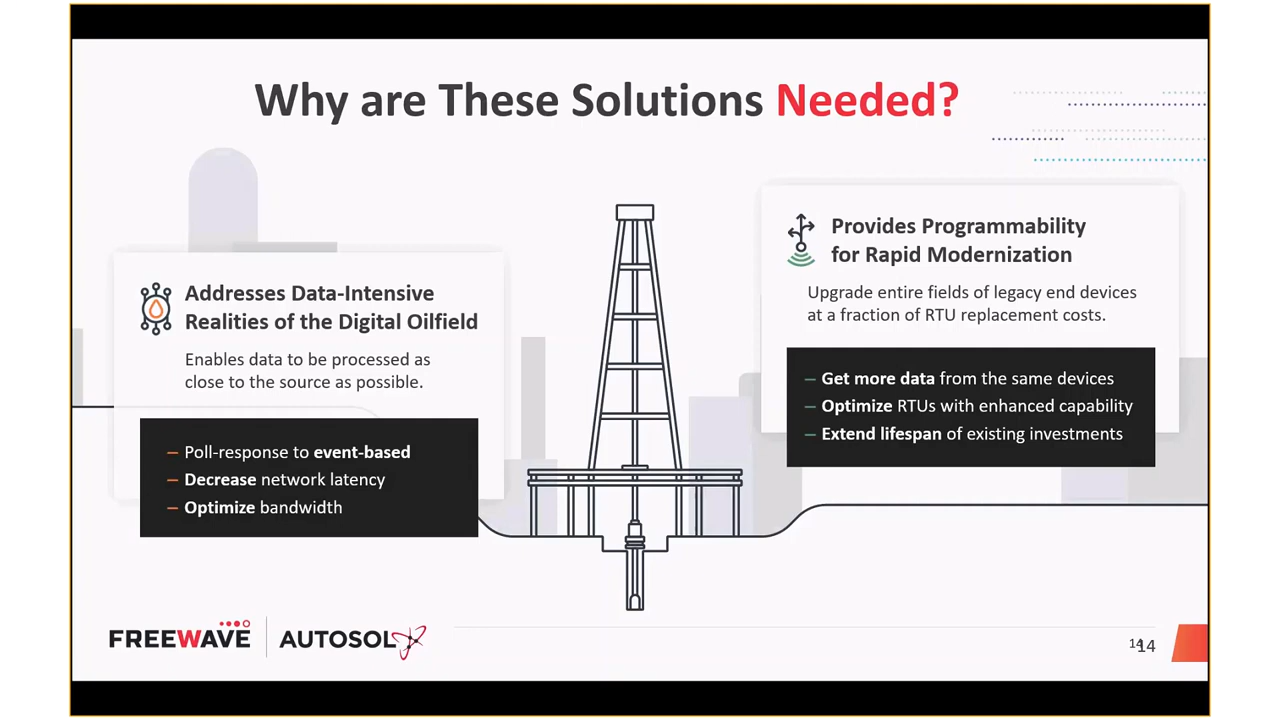 Why are These Solutions Needed?
Addresses Data-Intensive
Realities of the Digital Oilfield
Enables data to be processed as
close to the source as possible.
– Poll-response to event-based
– Decrease network latency
– Optimize bandwidth
Provides Programmability
for Rapid Modernization
Upgrade entire fields of legacy end devices
at a fraction of RTU replacement costs.
– Get more data from the same devices
– Optimize RTUs with enhanced capability
– Extend lifespan of existing investments
FREEWAVE
AUTOSOL
14